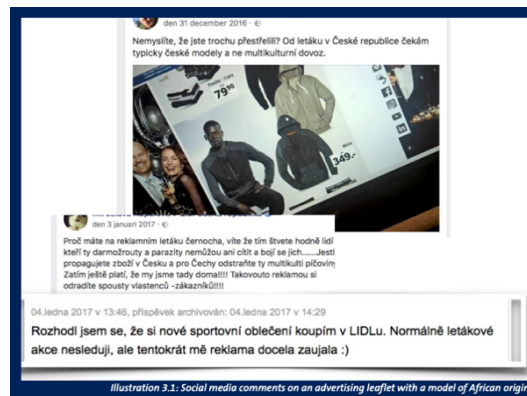 den 31 december 2016 ·
Nemyslíte, že jste trochu přestřelili? Od letáku v České republice čekám
typicky české modely a ne multikulturní dovoz.
79⁹⁰
349.-
den 3 januari 2017 ·
Proč máte na reklamním letáku černocha, víte že tím štvete hodně lidí
kteří ty darmožrouty a parazity nemůžou ani cítit a bojí se jich......Jestl
propagujete zboží v Česku a pro Čechy odstraňte ty multikulti píčoviny
Zatím ještě platí, že my jsme tady doma!!!! Takovouto reklamou si
odradíte spousty vlastenců -zákazníků!!!!
04.ledna 2017 v 13:46, příspěvek archivován: 04.ledna 2017 v 14:29
Rozhodl jsem se, že si nové sportovní oblečení koupím v LIDLu. Normálně letákové
akce nesleduji, ale tentokrát mě reklama docela zaujala :)
Illustration 3.1: Social media comments on an advertising leaflet with a model of African origin